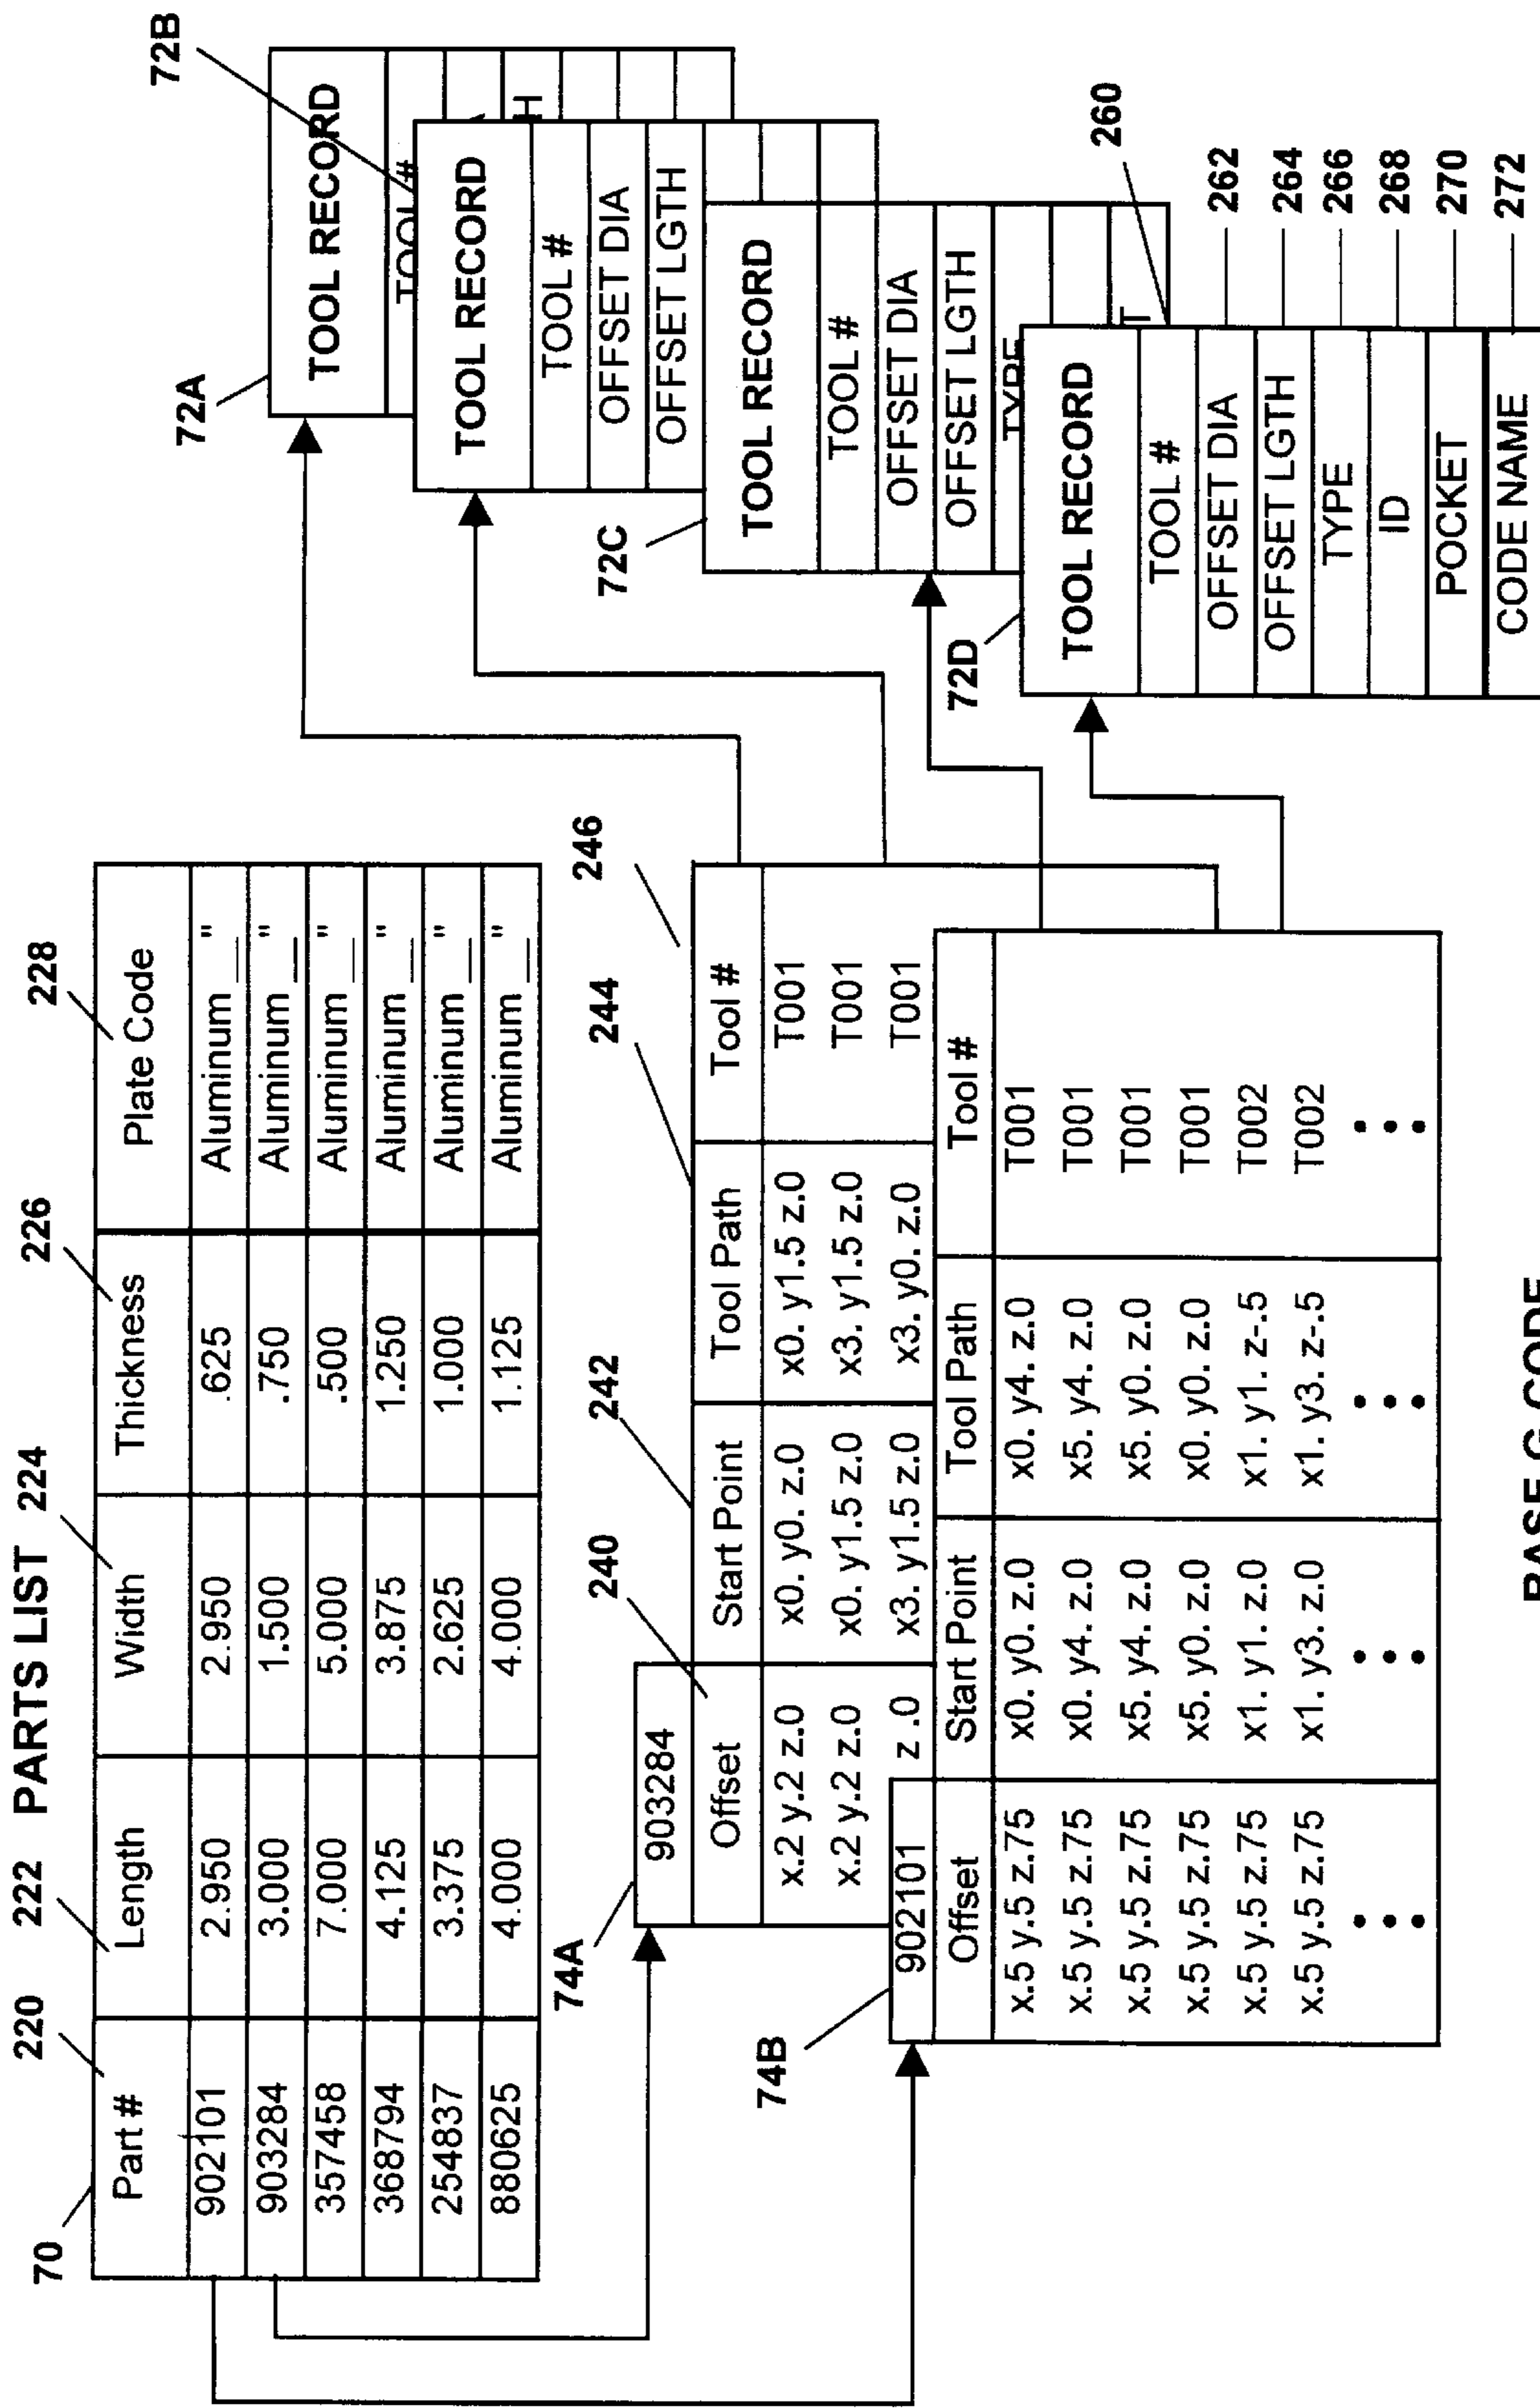 PARTS LIST
70
220
222
224
226
228
Part # Length Width Thickness Plate Code
902101 2.950 2.950 .625 Aluminum _"
903284 3.000 1.500 .750 Aluminum _"
357458 7.000 5.000 .500 Aluminum _"
368794 4.125 3.875 1.250 Aluminum _"
254837 3.375 2.625 1.000 Aluminum _"
880625 4.000 4.000 1.125 Aluminum _"
74A
240
242
244
246
903284
Offset Start Point Tool Path Tool #
x.2 y.2 z.0 x0. y0. z.0 x0. y1.5 z.0 T001
x.2 y.2 z.0 x0. y1.5 z.0 x3. y1.5 z.0 T001
z .0 x3. y1.5 z.0 x3. y0. z.0 T001
74B
902101
Offset Start Point Tool Path Tool #
x.5 y.5 z.75 x0. y0. z.0 x0. y4. z.0 T001
x.5 y.5 z.75 x0. y4. z.0 x5. y4. z.0 T001
x.5 y.5 z.75 x5. y4. z.0 x5. y0. z.0 T001
x.5 y.5 z.75 x5. y0. z.0 x0. y0. z.0 T001
x.5 y.5 z.75 x1. y1. z.0 x1. y1. z-.5 T002
x.5 y.5 z.75 x1. y3. z.0 x1. y3. z-.5 T002
72A
TOOL RECORD
TOOL #
H
72B
TOOL RECORD
TOOL #
OFFSET DIA
OFFSET LGTH
72C
TOOL RECORD
TOOL #
OFFSET DIA
OFFSET LGTH
TYPE
T
72D
TOOL RECORD
TOOL # 260
OFFSET DIA 262
OFFSET LGTH 264
TYPE 266
ID 268
POCKET 270
CODE NAME 272
BASE G CODE